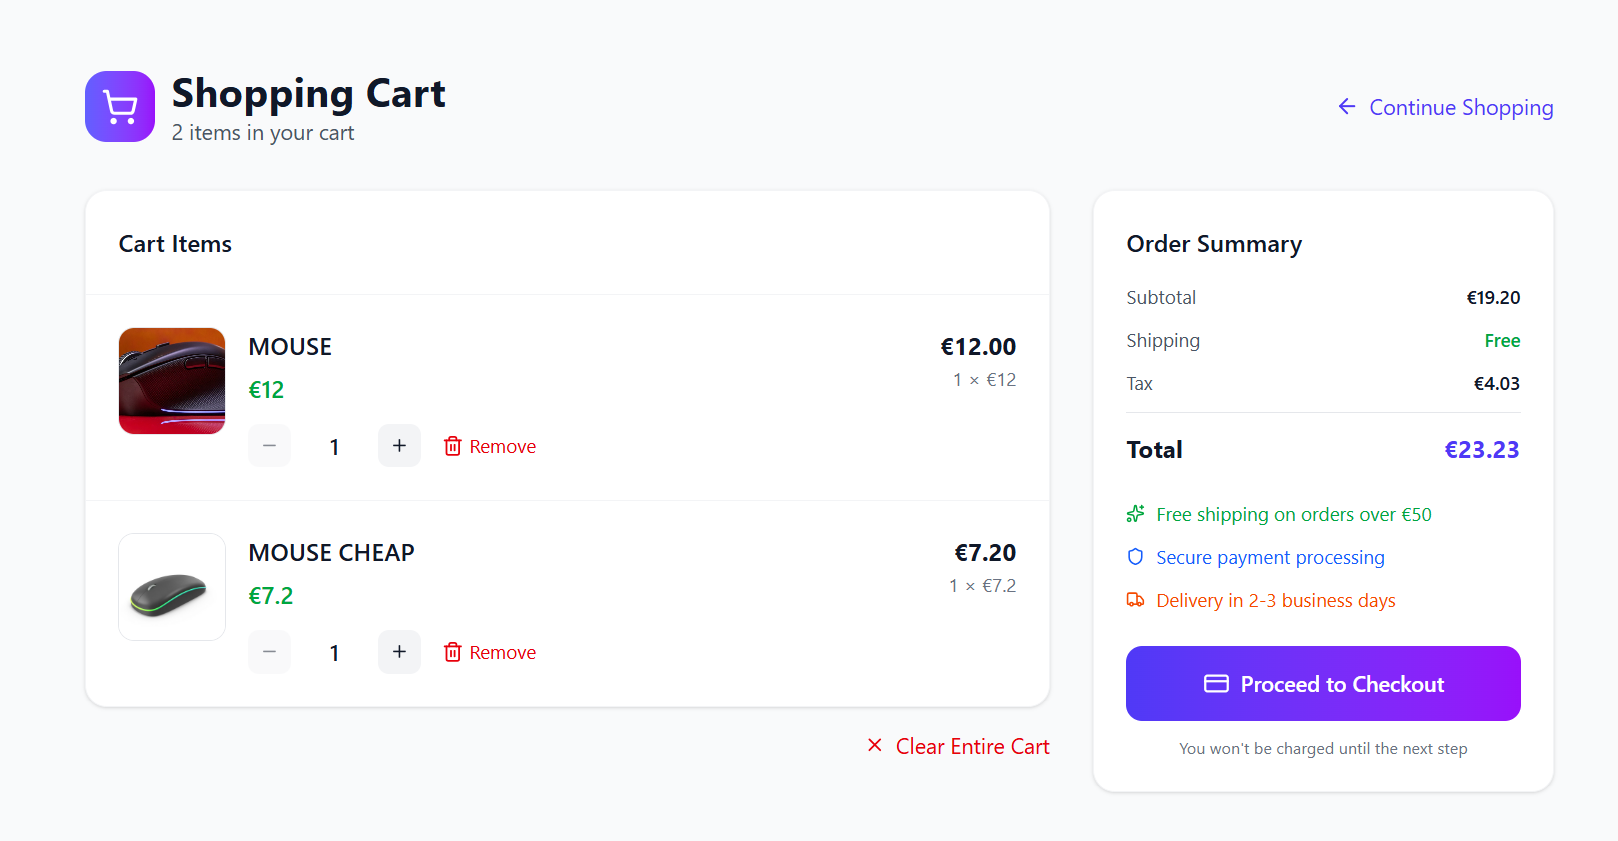 Shopping Cart
2 items in your cart
Continue Shopping
Cart Items
MOUSE
€12
1
Remove
€12.00
1 × €12
MOUSE CHEAP
€7.2
1
Remove
€7.20
1 × €7.2
Clear Entire Cart
Order Summary
Subtotal €19.20
Shipping Free
Tax €4.03
Total €23.23
Free shipping on orders over €50
Secure payment processing
Delivery in 2-3 business days
Proceed to Checkout
You won't be charged until the next step